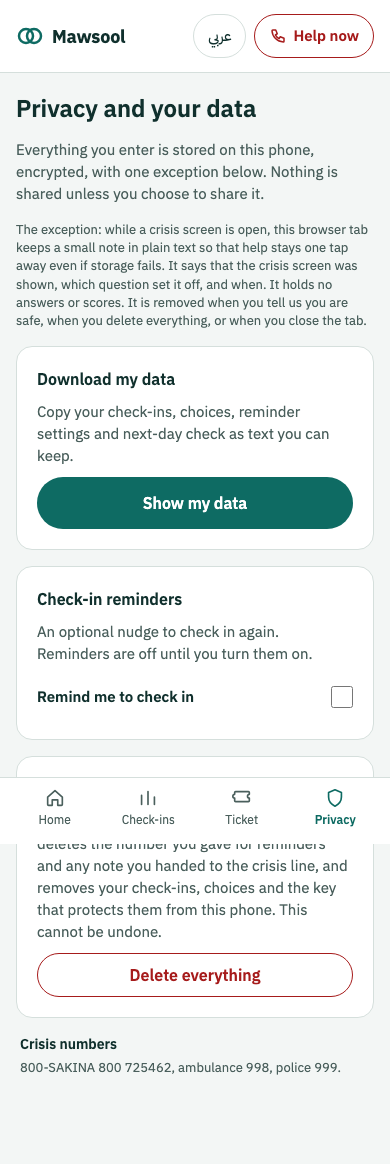 Mawsool
عربي
Help now
Privacy and your data
Everything you enter is stored on this phone,
encrypted, with one exception below. Nothing is
shared unless you choose to share it.
The exception: while a crisis screen is open, this browser tab
keeps a small note in plain text so that help stays one tap
away even if storage fails. It says that the crisis screen was
shown, which question set it off, and when. It holds no
answers or scores. It is removed when you tell us you are
safe, when you delete everything, or when you close the tab.
Download my data
Copy your check-ins, choices, reminder
settings and next-day check as text you can
keep.
Show my data
Check-in reminders
An optional nudge to check in again.
Reminders are off until you turn them on.
Remind me to check in
Home
Check-ins
Ticket
Privacy
deletes the number you gave for reminders
and any note you handed to the crisis line, and
removes your check-ins, choices and the key
that protects them from this phone. This
cannot be undone.
Delete everything
Crisis numbers
800-SAKINA 800 725462, ambulance 998, police 999.